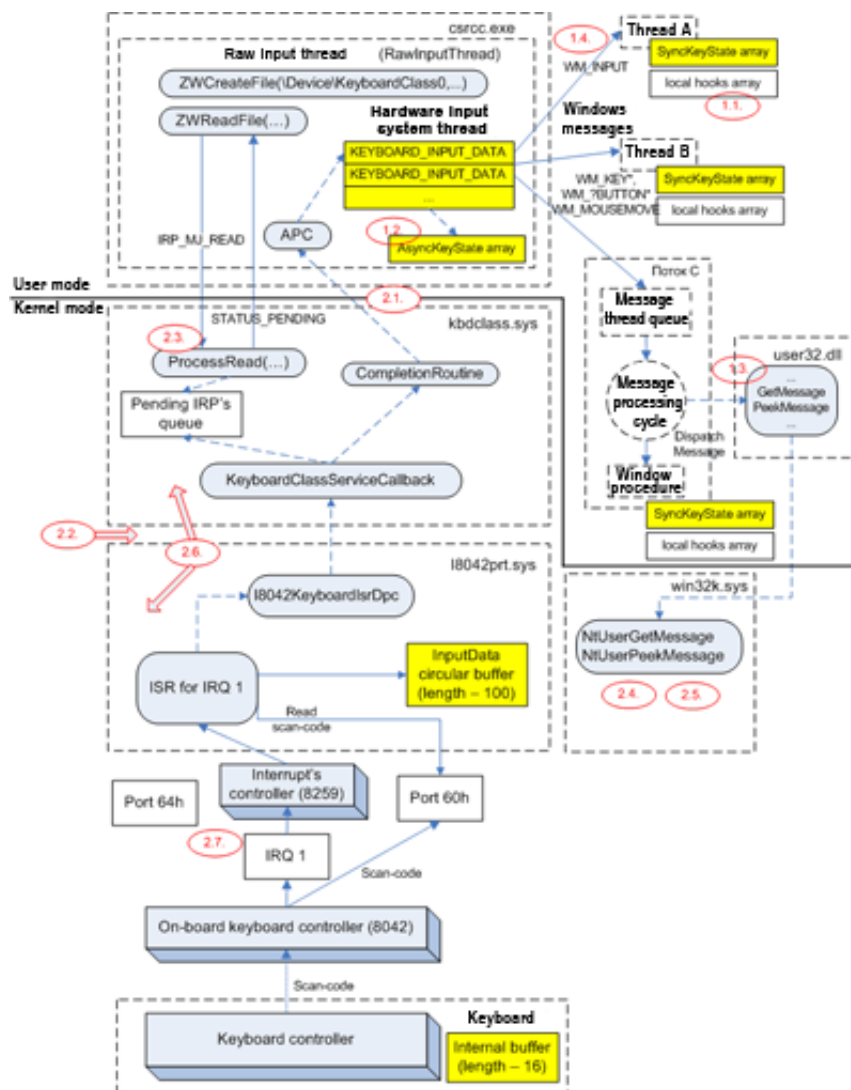 csrcc.exe
Raw Input thread (RawInputThread)
ZWCreateFile(\Device\KeyboardClass0,...)
ZWReadFile(...)
Hardware Input
system thread
KEYBOARD_INPUT_DATA
KEYBOARD_INPUT_DATA
...
APC
1.2.
AsyncKeyState array
IRP_MJ_READ
1.4.
WM_INPUT
Thread A
SyncKeyState array
local hooks array
1.1.
Windows
messages
Thread B
WM_KEY*,
WM_?BUTTON*
WM_MOUSEMOVE
SyncKeyState array
local hooks array
User mode
Kernel mode
2.1.
STATUS_PENDING
kbdclass.sys
2.3.
ProcessRead(...)
Pending IRP's
queue
CompletionRoutine
KeyboardClassServiceCallback
Поток C
Message
thread queue
Message
processing
cycle
Dispatch
Message
Window
procedure
SyncKeyState array
local hooks array
user32.dll
1.3.
...
GetMessage
PeekMessage
...
2.2.
2.6.
I8042prt.sys
I8042KeyboardIsrDpc
ISR for IRQ 1
InputData
circular buffer
(length – 100)
Read
scan-code
win32k.sys
NtUserGetMessage
NtUserPeekMessage
2.4.
2.5.
Port 64h
Interrupt's
controller (8259)
Port 60h
2.7.
IRQ 1
Scan-code
On-board keyboard controller (8042)
Scan-code
Keyboard
Keyboard controller
Internal buffer
(length – 16)